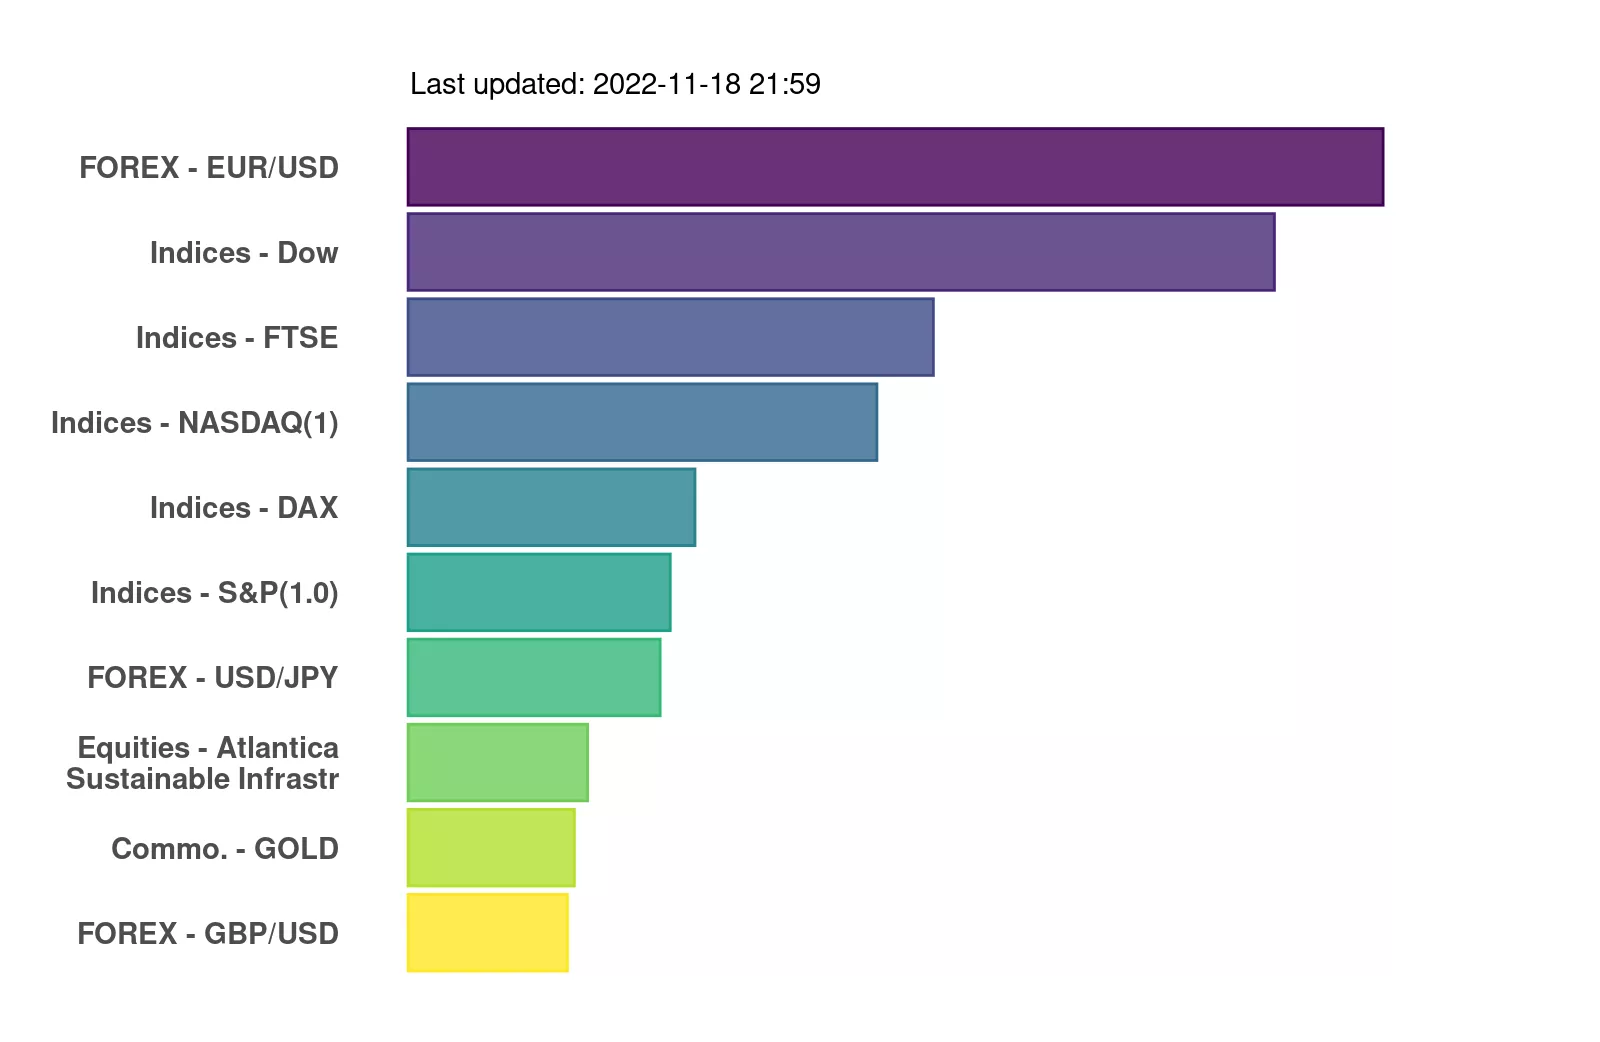 Last updated: 2022-11-18 21:59
FOREX - EUR/USD
Indices - Dow
Indices - FTSE
Indices - NASDAQ(1)
Indices - DAX
Indices - S&P(1.0)
FOREX - USD/JPY
Equities - Atlantica
Sustainable Infrastr
Commo. - GOLD
FOREX - GBP/USD